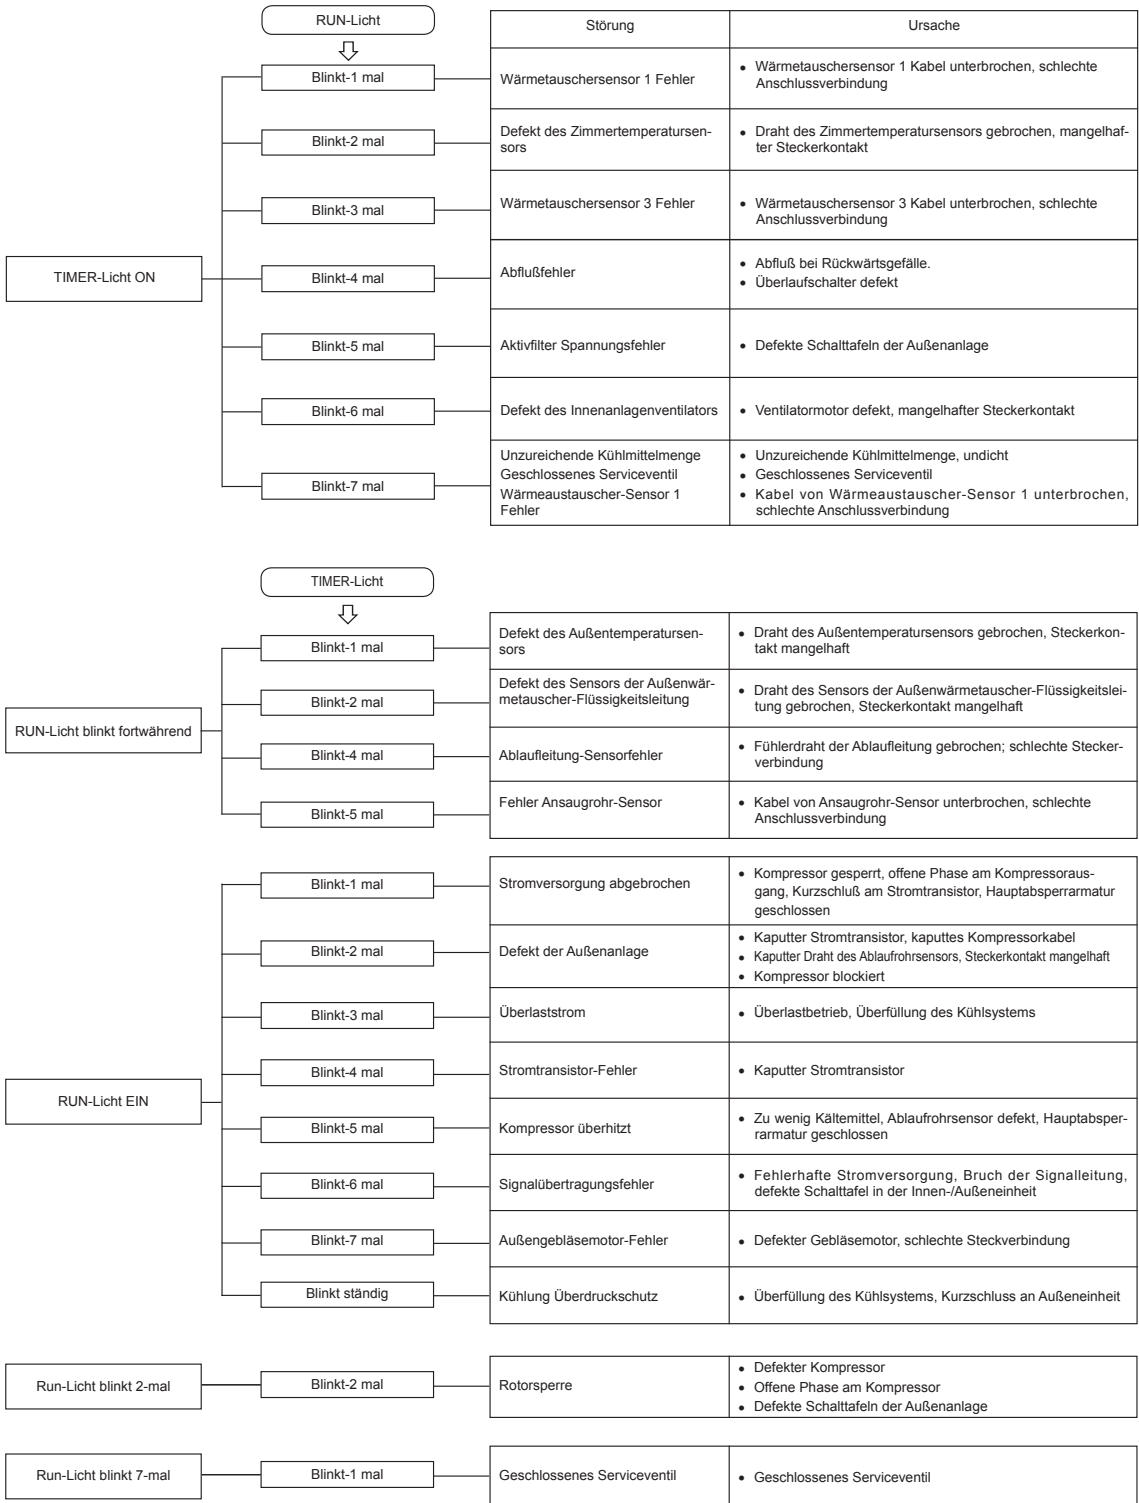 RUN-Licht
Störung
Ursache
Blinkt-1 mal
Wärmetauschersensor 1 Fehler
• Wärmetauschersensor 1 Kabel unterbrochen, schlechte
Anschlussverbindung
Blinkt-2 mal
Defekt des Zimmertemperatursen-
sors
• Draht des Zimmertemperatursensors gebrochen, mangelhaf-
ter Steckerkontakt
Blinkt-3 mal
Wärmetauschersensor 3 Fehler
• Wärmetauschersensor 3 Kabel unterbrochen, schlechte
Anschlussverbindung
TIMER-Licht ON
Blinkt-4 mal
Abflußfehler
• Abfluß bei Rückwärtsgefälle.
• Überlaufschalter defekt
Blinkt-5 mal
Aktivfilter Spannungsfehler
• Defekte Schalttafeln der Außenanlage
Blinkt-6 mal
Defekt des Innenanlagenventilators
• Ventilatormotor defekt, mangelhafter Steckerkontakt
Blinkt-7 mal
Unzureichende Kühlmittelmenge
Geschlossenes Serviceventil
Wärmeaustauscher-Sensor 1
Fehler
• Unzureichende Kühlmittelmenge, undicht
• Geschlossenes Serviceventil
• Kabel von Wärmeaustauscher-Sensor 1 unterbrochen,
schlechte Anschlussverbindung
TIMER-Licht
Blinkt-1 mal
Defekt des Außentemperatursen-
sors
• Draht des Außentemperatursensors gebrochen, Steckerkon-
takt mangelhaft
RUN-Licht blinkt fortwährend
Blinkt-2 mal
Defekt des Sensors der Außenwär-
metauscher-Flüssigkeitsleitung
• Draht des Sensors der Außenwärmetauscher-Flüssigkeitslei-
tung gebrochen, Steckerkontakt mangelhaft
Blinkt-4 mal
Ablaufleitung-Sensorfehler
• Fühlerdraht der Ablaufleitung gebrochen; schlechte Stecker-
verbindung
Blinkt-5 mal
Fehler Ansaugrohr-Sensor
• Kabel von Ansaugrohr-Sensor unterbrochen, schlechte
Anschlussverbindung
Blinkt-1 mal
Stromversorgung abgebrochen
• Kompressor gesperrt, offene Phase am Kompressoraus-
gang, Kurzschluß am Stromtransistor, Hauptabsperrarmatur
geschlossen
Blinkt-2 mal
Defekt der Außenanlage
• Kaputter Stromtransistor, kaputtes Kompressorkabel
• Kaputter Draht des Ablaufrohrsensors, Steckerkontakt mangelhaft
• Kompressor blockiert
Blinkt-3 mal
Überlaststrom
• Überlastbetrieb, Überfüllung des Kühlsystems
RUN-Licht EIN
Blinkt-4 mal
Stromtransistor-Fehler
• Kaputter Stromtransistor
Blinkt-5 mal
Kompressor überhitzt
• Zu wenig Kältemittel, Ablaufrohrsensor defekt, Hauptabsper-
rarmatur geschlossen
Blinkt-6 mal
Signalübertragungsfehler
• Fehlerhafte Stromversorgung, Bruch der Signalleitung,
defekte Schalttafel in der Innen-/Außeneinheit
Blinkt-7 mal
Außengebläsemotor-Fehler
• Defekter Gebläsemotor, schlechte Steckverbindung
Blinkt ständig
Kühlung Überdruckschutz
• Überfüllung des Kühlsystems, Kurzschluss an Außeneinheit
Run-Licht blinkt 2-mal
Blinkt-2 mal
Rotorsperre
• Defekter Kompressor
• Offene Phase am Kompressor
• Defekte Schalttafeln der Außenanlage
Run-Licht blinkt 7-mal
Blinkt-1 mal
Geschlossenes Serviceventil
• Geschlossenes Serviceventil